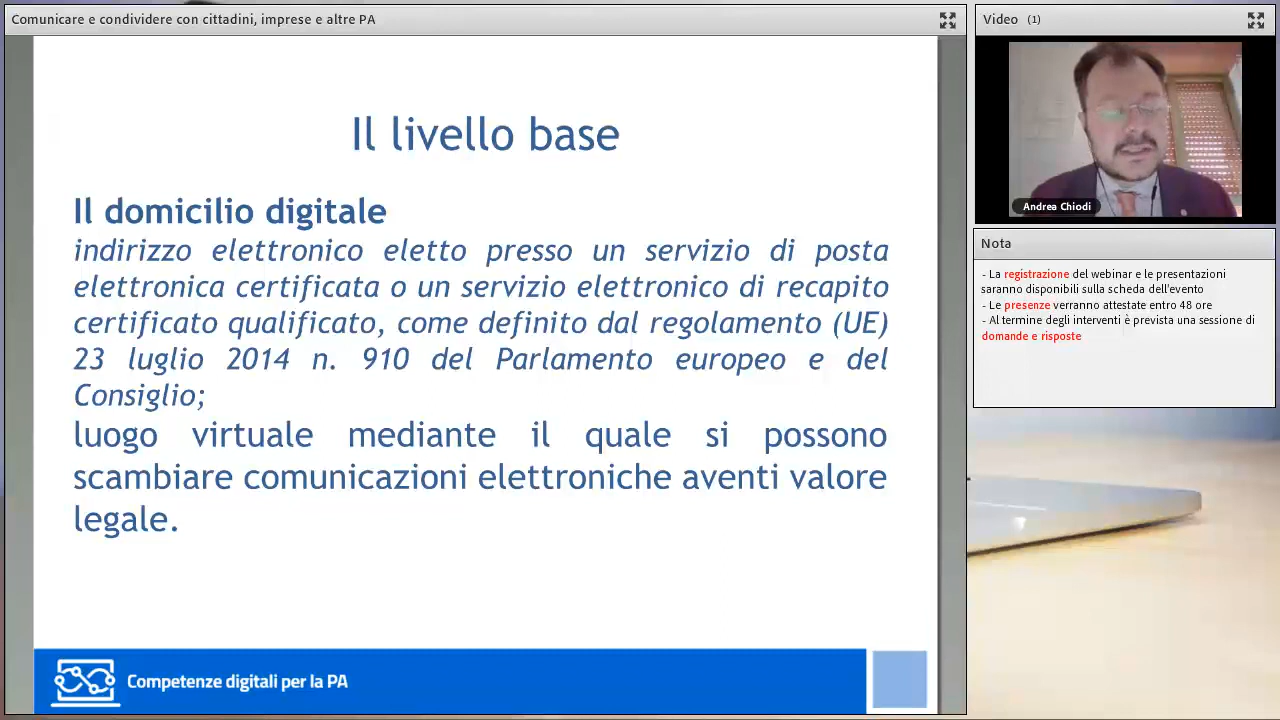 Comunicare e condividere con cittadini, imprese e altre PA
Il livello base
Il domicilio digitale
indirizzo elettronico eletto presso un servizio di posta
elettronica certificata o un servizio elettronico di recapito
certificato qualificato, come definito dal regolamento (UE)
23 luglio 2014 n. 910 del Parlamento europeo e del
Consiglio;
luogo virtuale mediante il quale si possono
scambiare comunicazioni elettroniche aventi valore
legale.
Competenze digitali per la PA
Video (1)
Andrea Chiodi
Nota
- La registrazione del webinar e le presentazioni
saranno disponibili sulla scheda dell'evento
- Le presenze verranno attestate entro 48 ore
- Al termine degli interventi è prevista una sessione di
domande e risposte